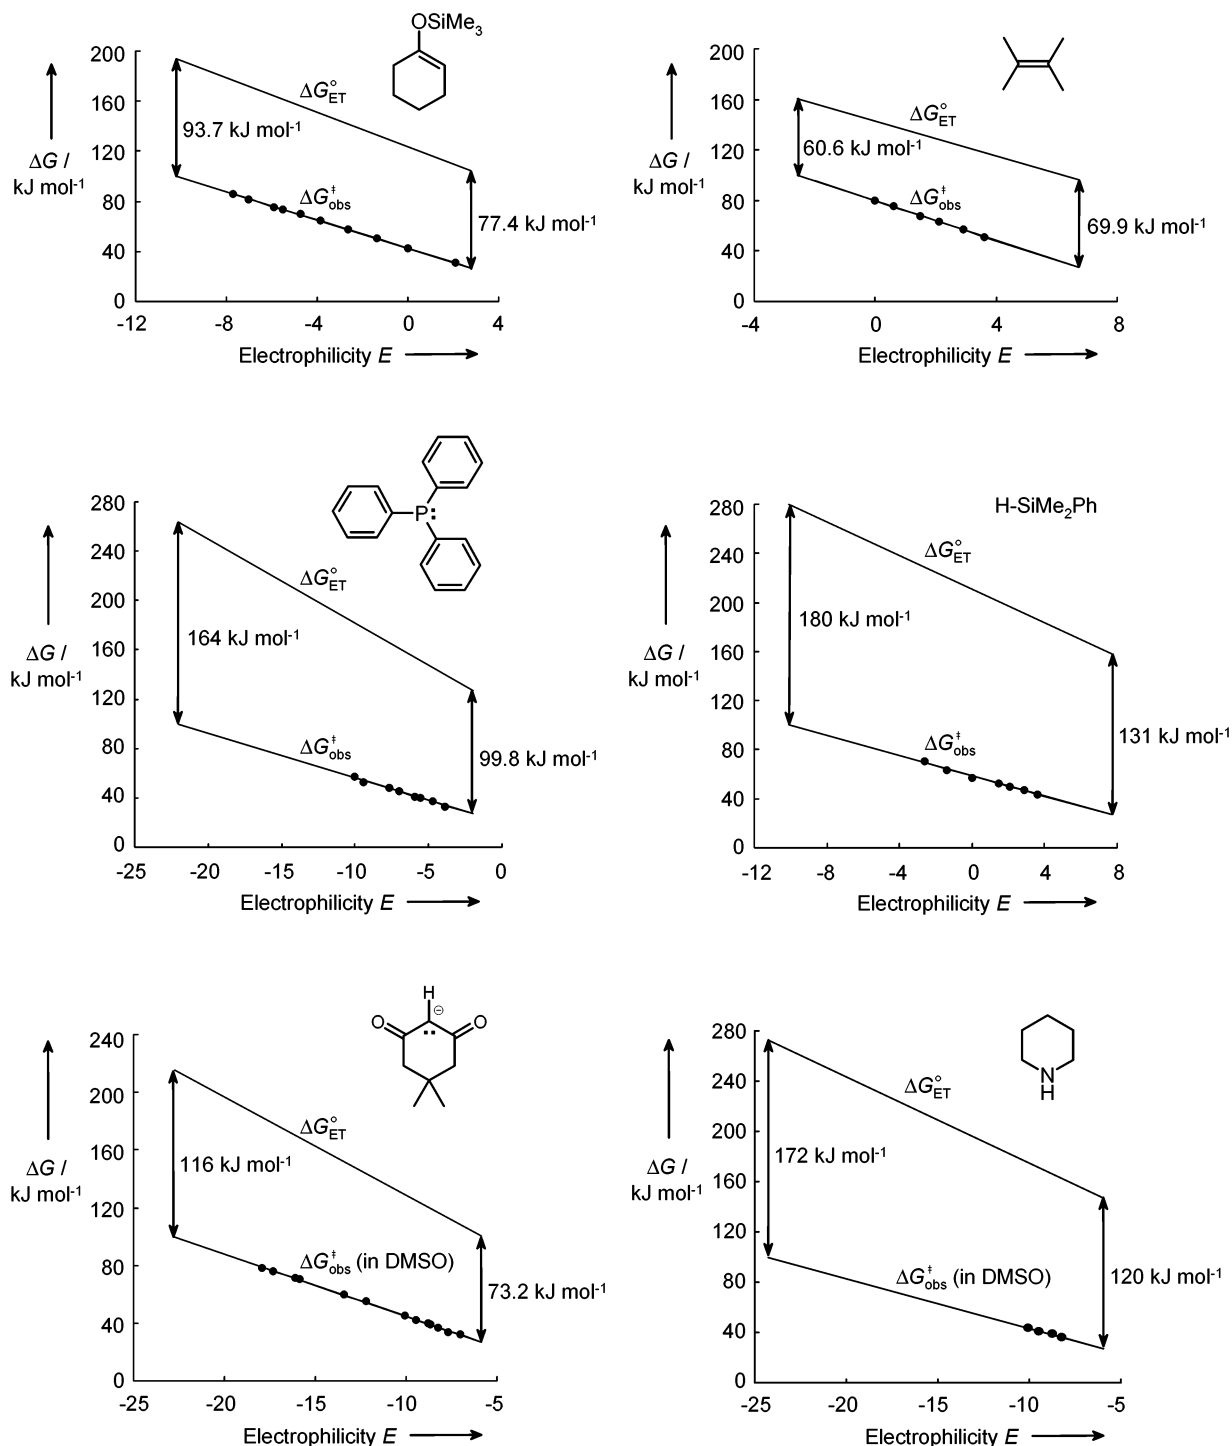 OSiMe₃
200
160
120
80
40
0
ΔG /
kJ mol⁻¹
ΔG°ET
93.7 kJ mol⁻¹
ΔG‡obs
77.4 kJ mol⁻¹
-12 -8 -4 0 4
Electrophilicity E
200
160
120
80
40
0
ΔG /
kJ mol⁻¹
ΔG°ET
60.6 kJ mol⁻¹
ΔG‡obs
69.9 kJ mol⁻¹
-4 0 4 8
Electrophilicity E
P:
280
240
200
160
120
80
40
0
ΔG /
kJ mol⁻¹
ΔG°ET
164 kJ mol⁻¹
ΔG‡obs
99.8 kJ mol⁻¹
-25 -20 -15 -10 -5 0
Electrophilicity E
H-SiMe₂Ph
280
240
200
160
120
80
40
0
ΔG /
kJ mol⁻¹
ΔG°ET
180 kJ mol⁻¹
ΔG‡obs
131 kJ mol⁻¹
-12 -8 -4 0 4 8
Electrophilicity E
H
⊖
O O
240
200
160
120
80
40
0
ΔG /
kJ mol⁻¹
ΔG°ET
116 kJ mol⁻¹
ΔG‡obs (in DMSO)
73.2 kJ mol⁻¹
-25 -20 -15 -10 -5
Electrophilicity E
N
H
280
240
200
160
120
80
40
0
ΔG /
kJ mol⁻¹
ΔG°ET
172 kJ mol⁻¹
ΔG‡obs (in DMSO)
120 kJ mol⁻¹
-25 -20 -15 -10 -5
Electrophilicity E